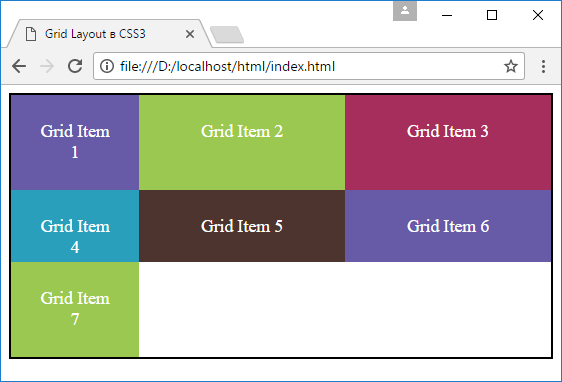 Grid Layout в CSS3
file:///D:/localhost/html/index.html
Grid Item
1
Grid Item 2
Grid Item 3
Grid Item
4
Grid Item 5
Grid Item 6
Grid Item
7